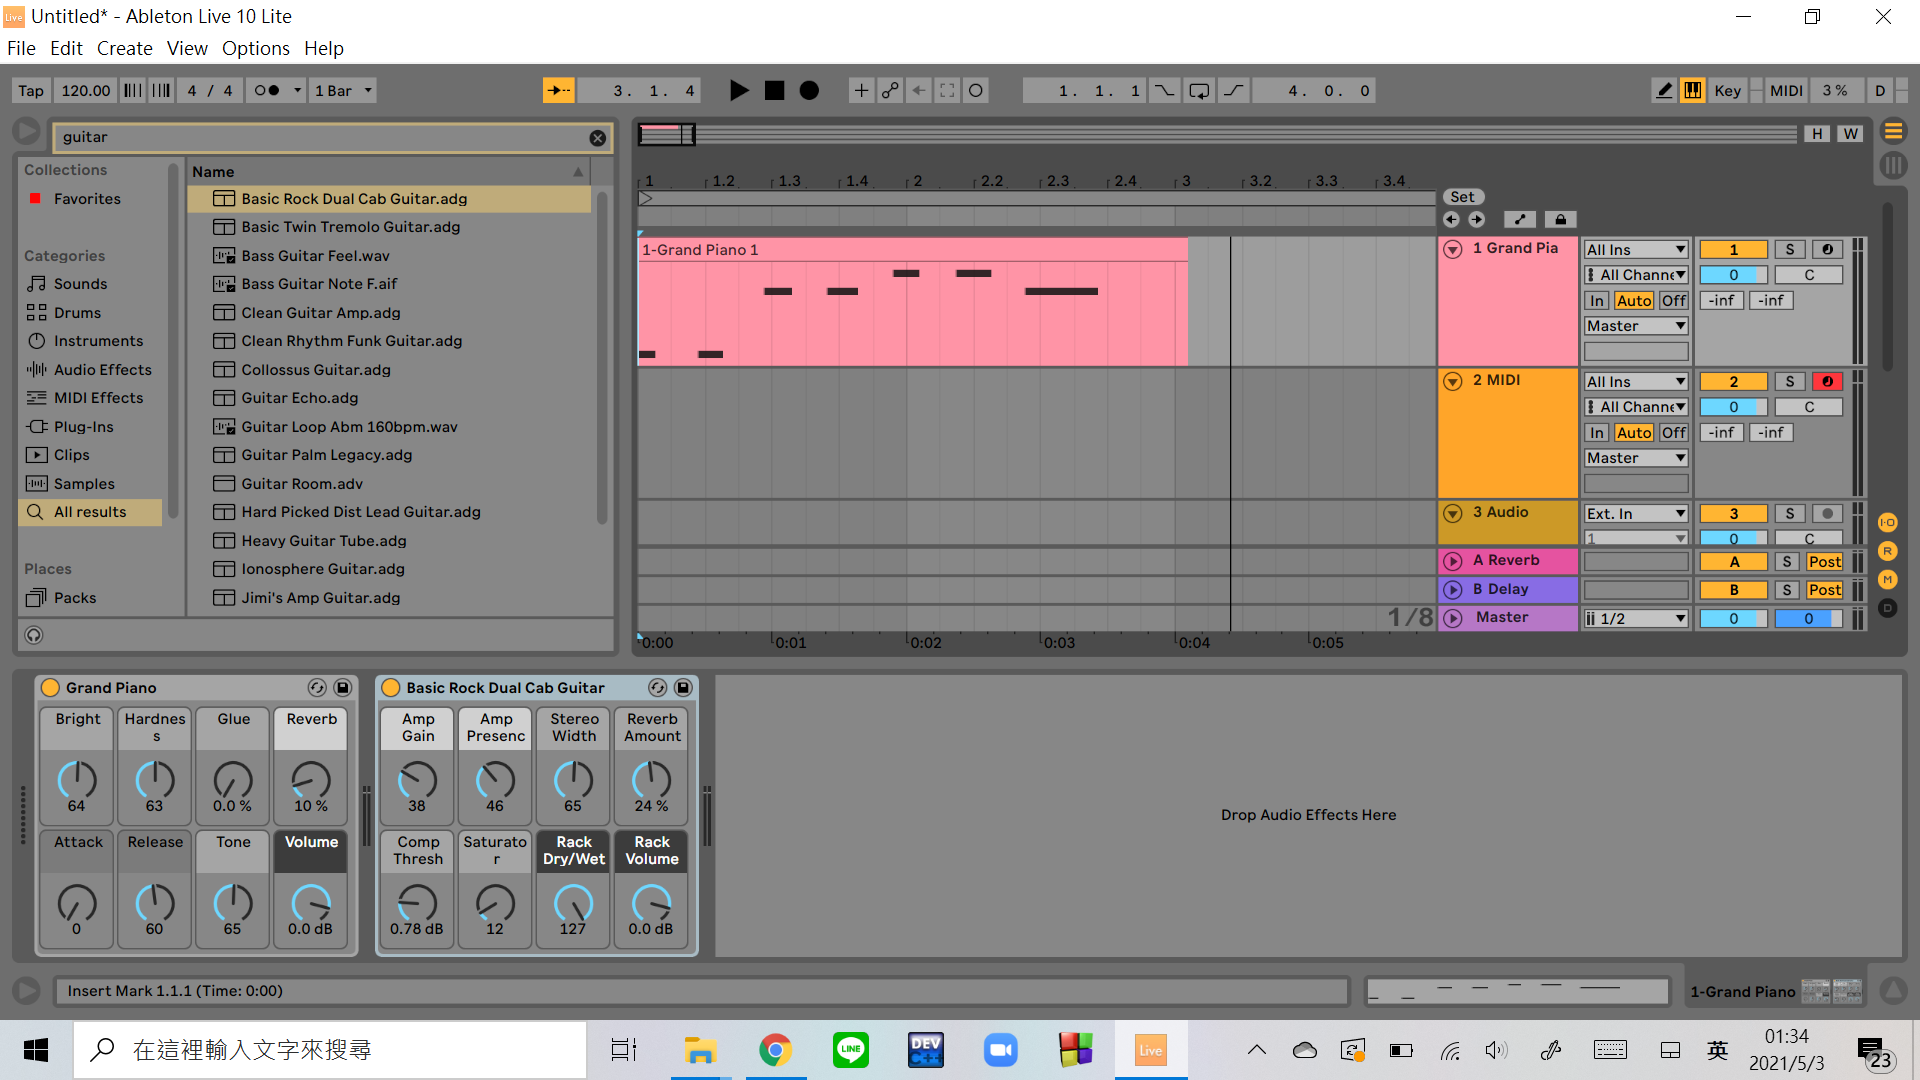 Live Untitled* - Ableton Live 10 Lite
File Edit Create View Options Help
Tap 120.00 4 / 4 1 Bar 3. 1. 4 1. 1. 1 4. 0. 0 Key MIDI 3 % D
guitar
H W
Collections
Favorites
Categories
Sounds
Drums
Instruments
Audio Effects
MIDI Effects
Plug-Ins
Clips
Samples
All results
Places
Packs
Name
Basic Rock Dual Cab Guitar.adg
Basic Twin Tremolo Guitar.adg
Bass Guitar Feel.wav
Bass Guitar Note F.aif
Clean Guitar Amp.adg
Clean Rhythm Funk Guitar.adg
Collossus Guitar.adg
Guitar Echo.adg
Guitar Loop Abm 160bpm.wav
Guitar Palm Legacy.adg
Guitar Room.adv
Hard Picked Dist Lead Guitar.adg
Heavy Guitar Tube.adg
Ionosphere Guitar.adg
Jimi's Amp Guitar.adg
1 1.2 1.3 1.4 2 2.2 2.3 2.4 3 3.2 3.3 3.4
Set
1-Grand Piano 1
1 Grand Pia All Ins 1 S
All Channe 0 C
In Auto Off -inf -inf
Master
2 MIDI All Ins 2 S
All Channe 0 C
In Auto Off -inf -inf
Master
3 Audio Ext. In 3 S
1 0 C
A Reverb A S Post
B Delay B S Post
1/8 Master 1/2 0 0
I·O
R
M
D
0:00 0:01 0:02 0:03 0:04 0:05
Grand Piano
Bright Hardnes
s Glue Reverb
64 63 0.0 % 10 %
Attack Release Tone Volume
0 60 65 0.0 dB
Basic Rock Dual Cab Guitar
Amp
Gain Amp
Presenc Stereo
Width Reverb
Amount
38 46 65 24 %
Comp
Thresh Saturato
r Rack
Dry/Wet Rack
Volume
0.78 dB 12 127 0.0 dB
Drop Audio Effects Here
Insert Mark 1.1.1 (Time: 0:00)
1-Grand Piano
在這裡輸入文字來搜尋
LINE
DEV
C++
Live
英
01:34
2021/5/3
23